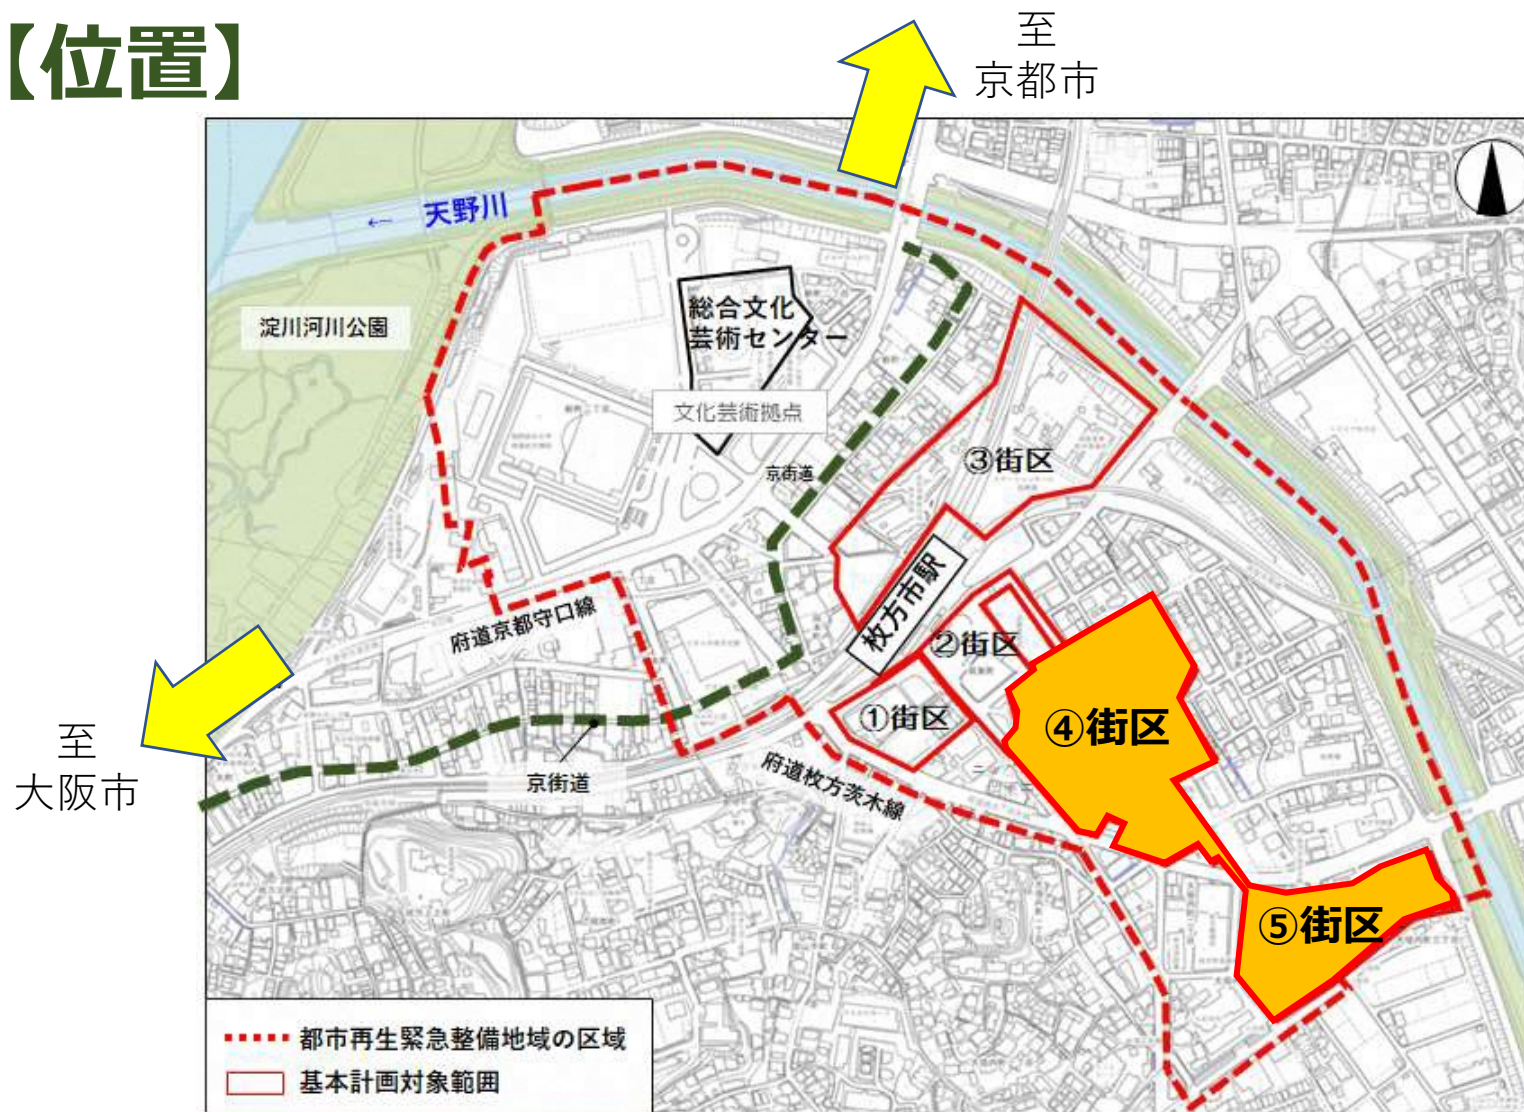 【位置】
至
京都市
← 天野川
淀川河川公園
総合文化
芸術センター
文化芸術拠点
京街道
③街区
枚方市駅
②街区
①街区
④街区
⑤街区
府道京都守口線
京街道
府道枚方茨木線
至
大阪市
都市再生緊急整備地域の区域
基本計画対象範囲